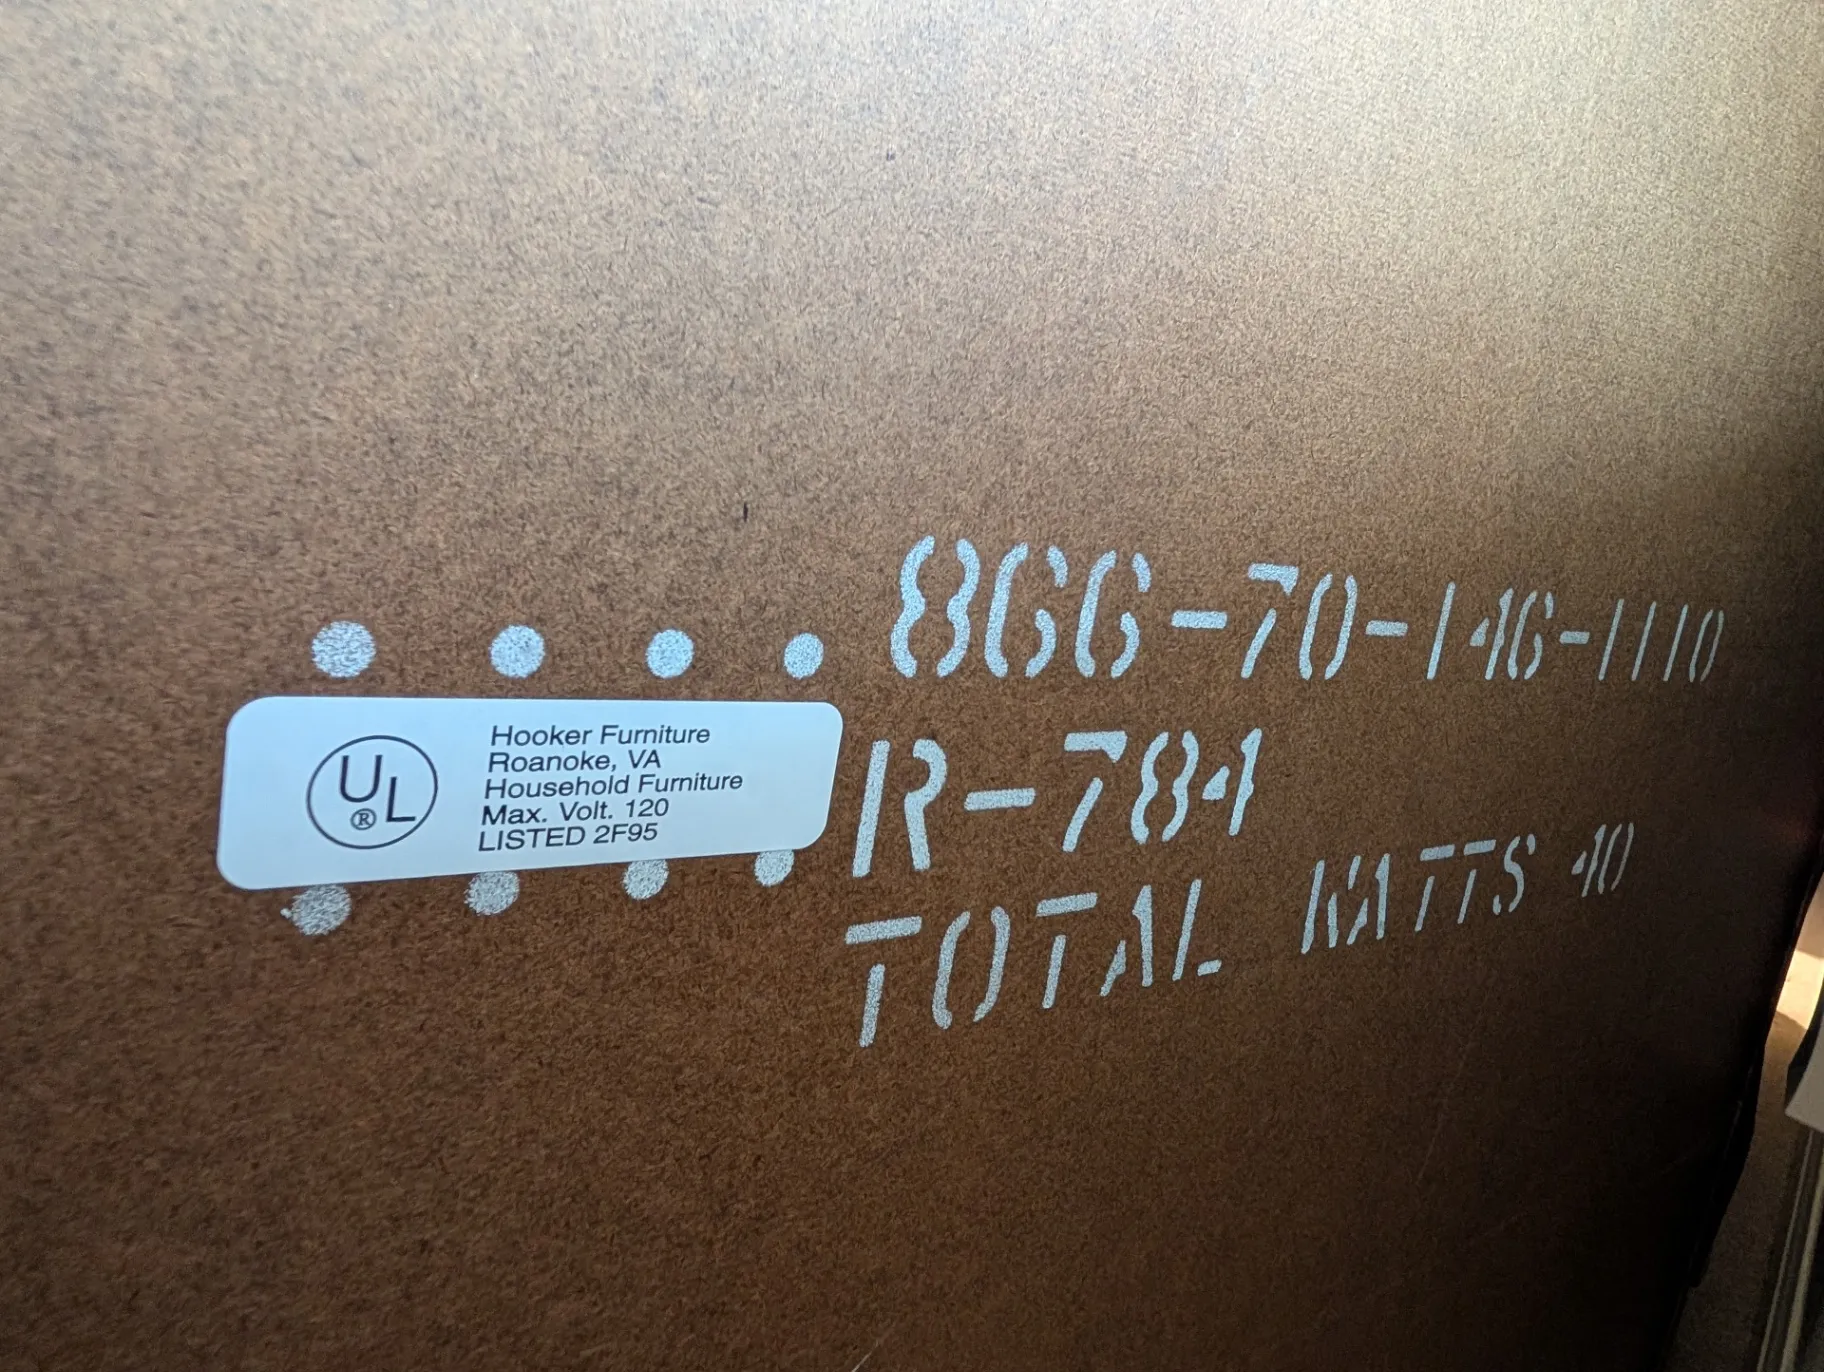 866-70-146-1110
UL ®
Hooker Furniture
Roanoke, VA
Household Furniture
Max. Volt. 120
LISTED 2F95
R-784
TOTAL WATTS 40